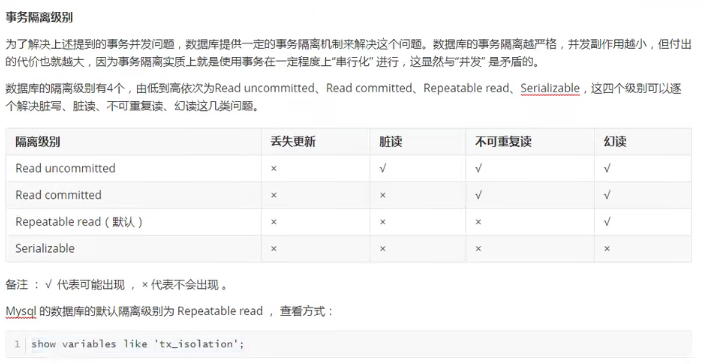 事务隔离级别
为了解决上述提到的事务并发问题，数据库提供一定的事务隔离机制来解决这个问题。数据库的事务隔离越严格，并发副作用越小，但付出
的代价也就越大，因为事务隔离实质上就是使用事务在一定程度上“串行化” 进行，这显然与“并发” 是矛盾的。
数据库的隔离级别有4个，由低到高依次为Read uncommitted、Read committed、Repeatable read、Serializable，这四个级别可以逐
个解决脏写、脏读、不可重复读、幻读这几类问题。
隔离级别 丢失更新 脏读 不可重复读 幻读
Read uncommitted × √ √ √
Read committed × × √ √
Repeatable read（默认） × × × √
Serializable × × × ×
备注 ： √ 代表可能出现 ， × 代表不会出现 。
Mysql 的数据库的默认隔离级别为 Repeatable read ， 查看方式：
1 show variables like 'tx_isolation';